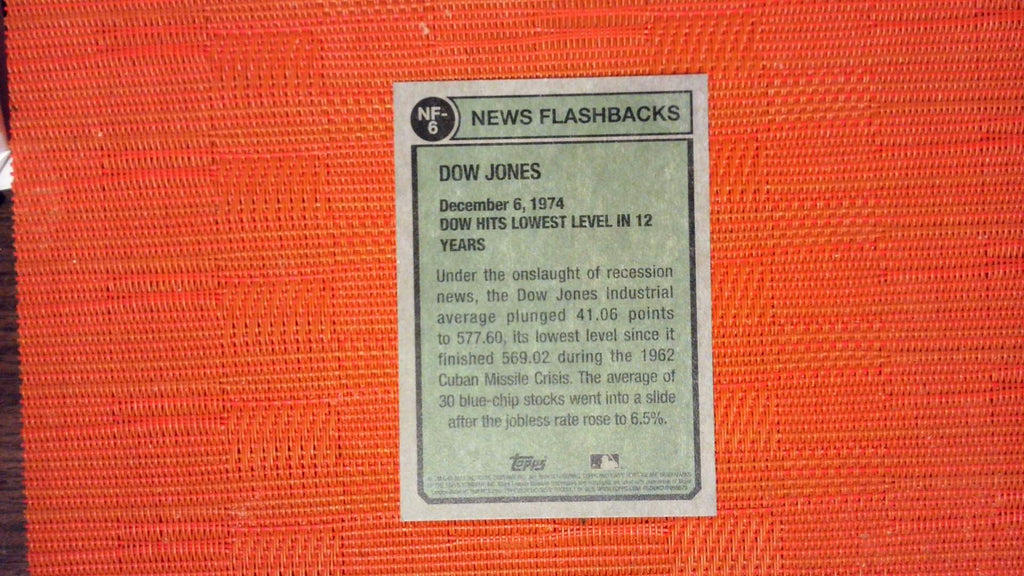 NF-
6
NEWS FLASHBACKS
DOW JONES
December 6, 1974
DOW HITS LOWEST LEVEL IN 12
YEARS
Under the onslaught of recession
news, the Dow Jones Industrial
average plunged 41.06 points
to 577.60, its lowest level since it
finished 569.02 during the 1962
Cuban Missile Crisis. The average of
30 blue-chip stocks went into a slide
after the jobless rate rose to 6.5%.
Topps